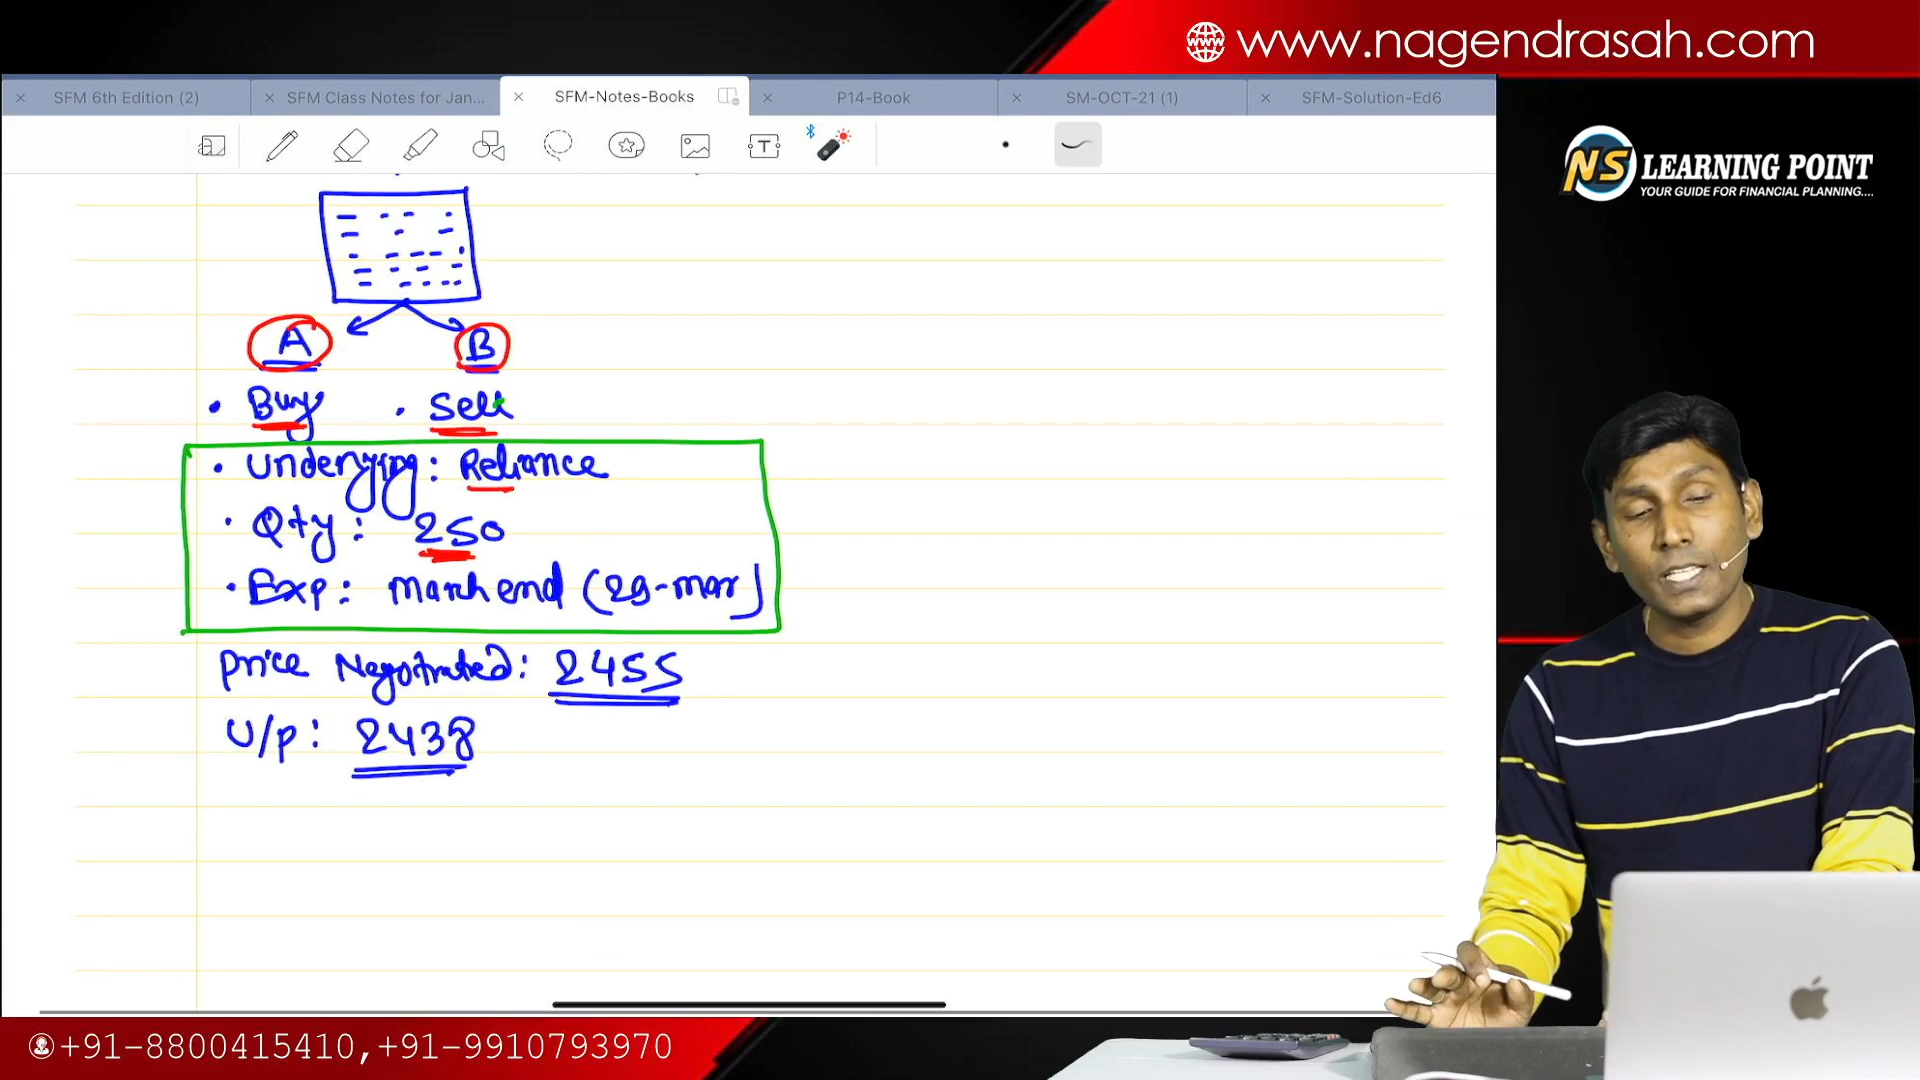 www.nagendrasah.com
SFM 6th Edition (2)
SFM Class Notes for Jan...
SFM-Notes-Books
P14-Book
SM-OCT-21 (1)
SFM-Solution-Ed6
T
NS LEARNING POINT
YOUR GUIDE FOR FINANCIAL PLANNING....
A B
• Buy • Sell
• Underying: Reliance
• Qty: 250
• Exp: March end (29-mar)
Price Negotiated: 2455
U/p: 2438
+91-8800415410,+91-9910793970